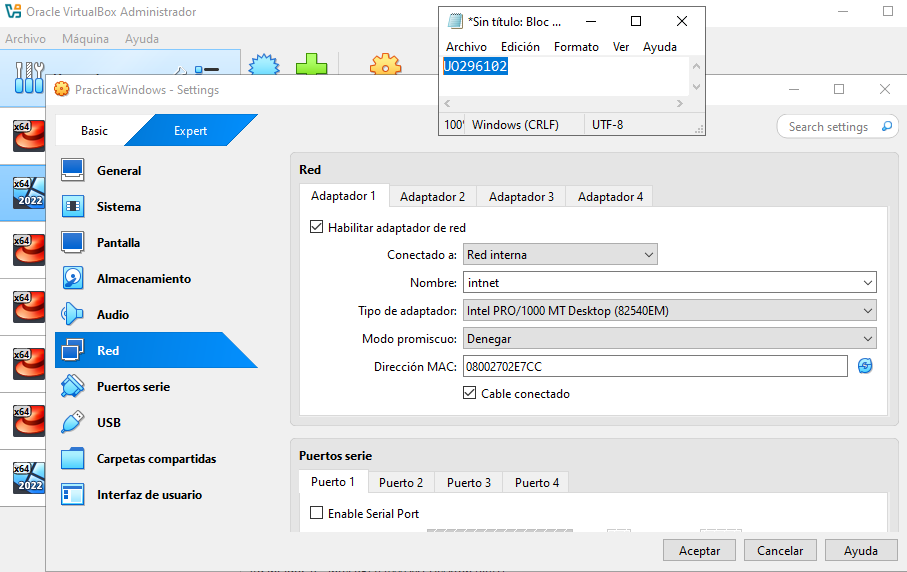 Oracle VirtualBox Administrador
Archivo Máquina Ayuda
*Sin título: Bloc ...
Archivo Edición Formato Ver Ayuda
UO296102
100% Windows (CRLF) UTF-8
PracticaWindows - Settings
Basic Expert
Search settings
x64
x64 2022
x64
x64
x64
x64
x64 2022
General
Sistema
Pantalla
Almacenamiento
Audio
Red
Puertos serie
USB
Carpetas compartidas
Interfaz de usuario
Red
Adaptador 1 Adaptador 2 Adaptador 3 Adaptador 4
Habilitar adaptador de red
Conectado a: Red interna
Nombre: intnet
Tipo de adaptador: Intel PRO/1000 MT Desktop (82540EM)
Modo promiscuo: Denegar
Dirección MAC: 08002702E7CC
Cable conectado
Puertos serie
Puerto 1 Puerto 2 Puerto 3 Puerto 4
Enable Serial Port
Aceptar Cancelar Ayuda